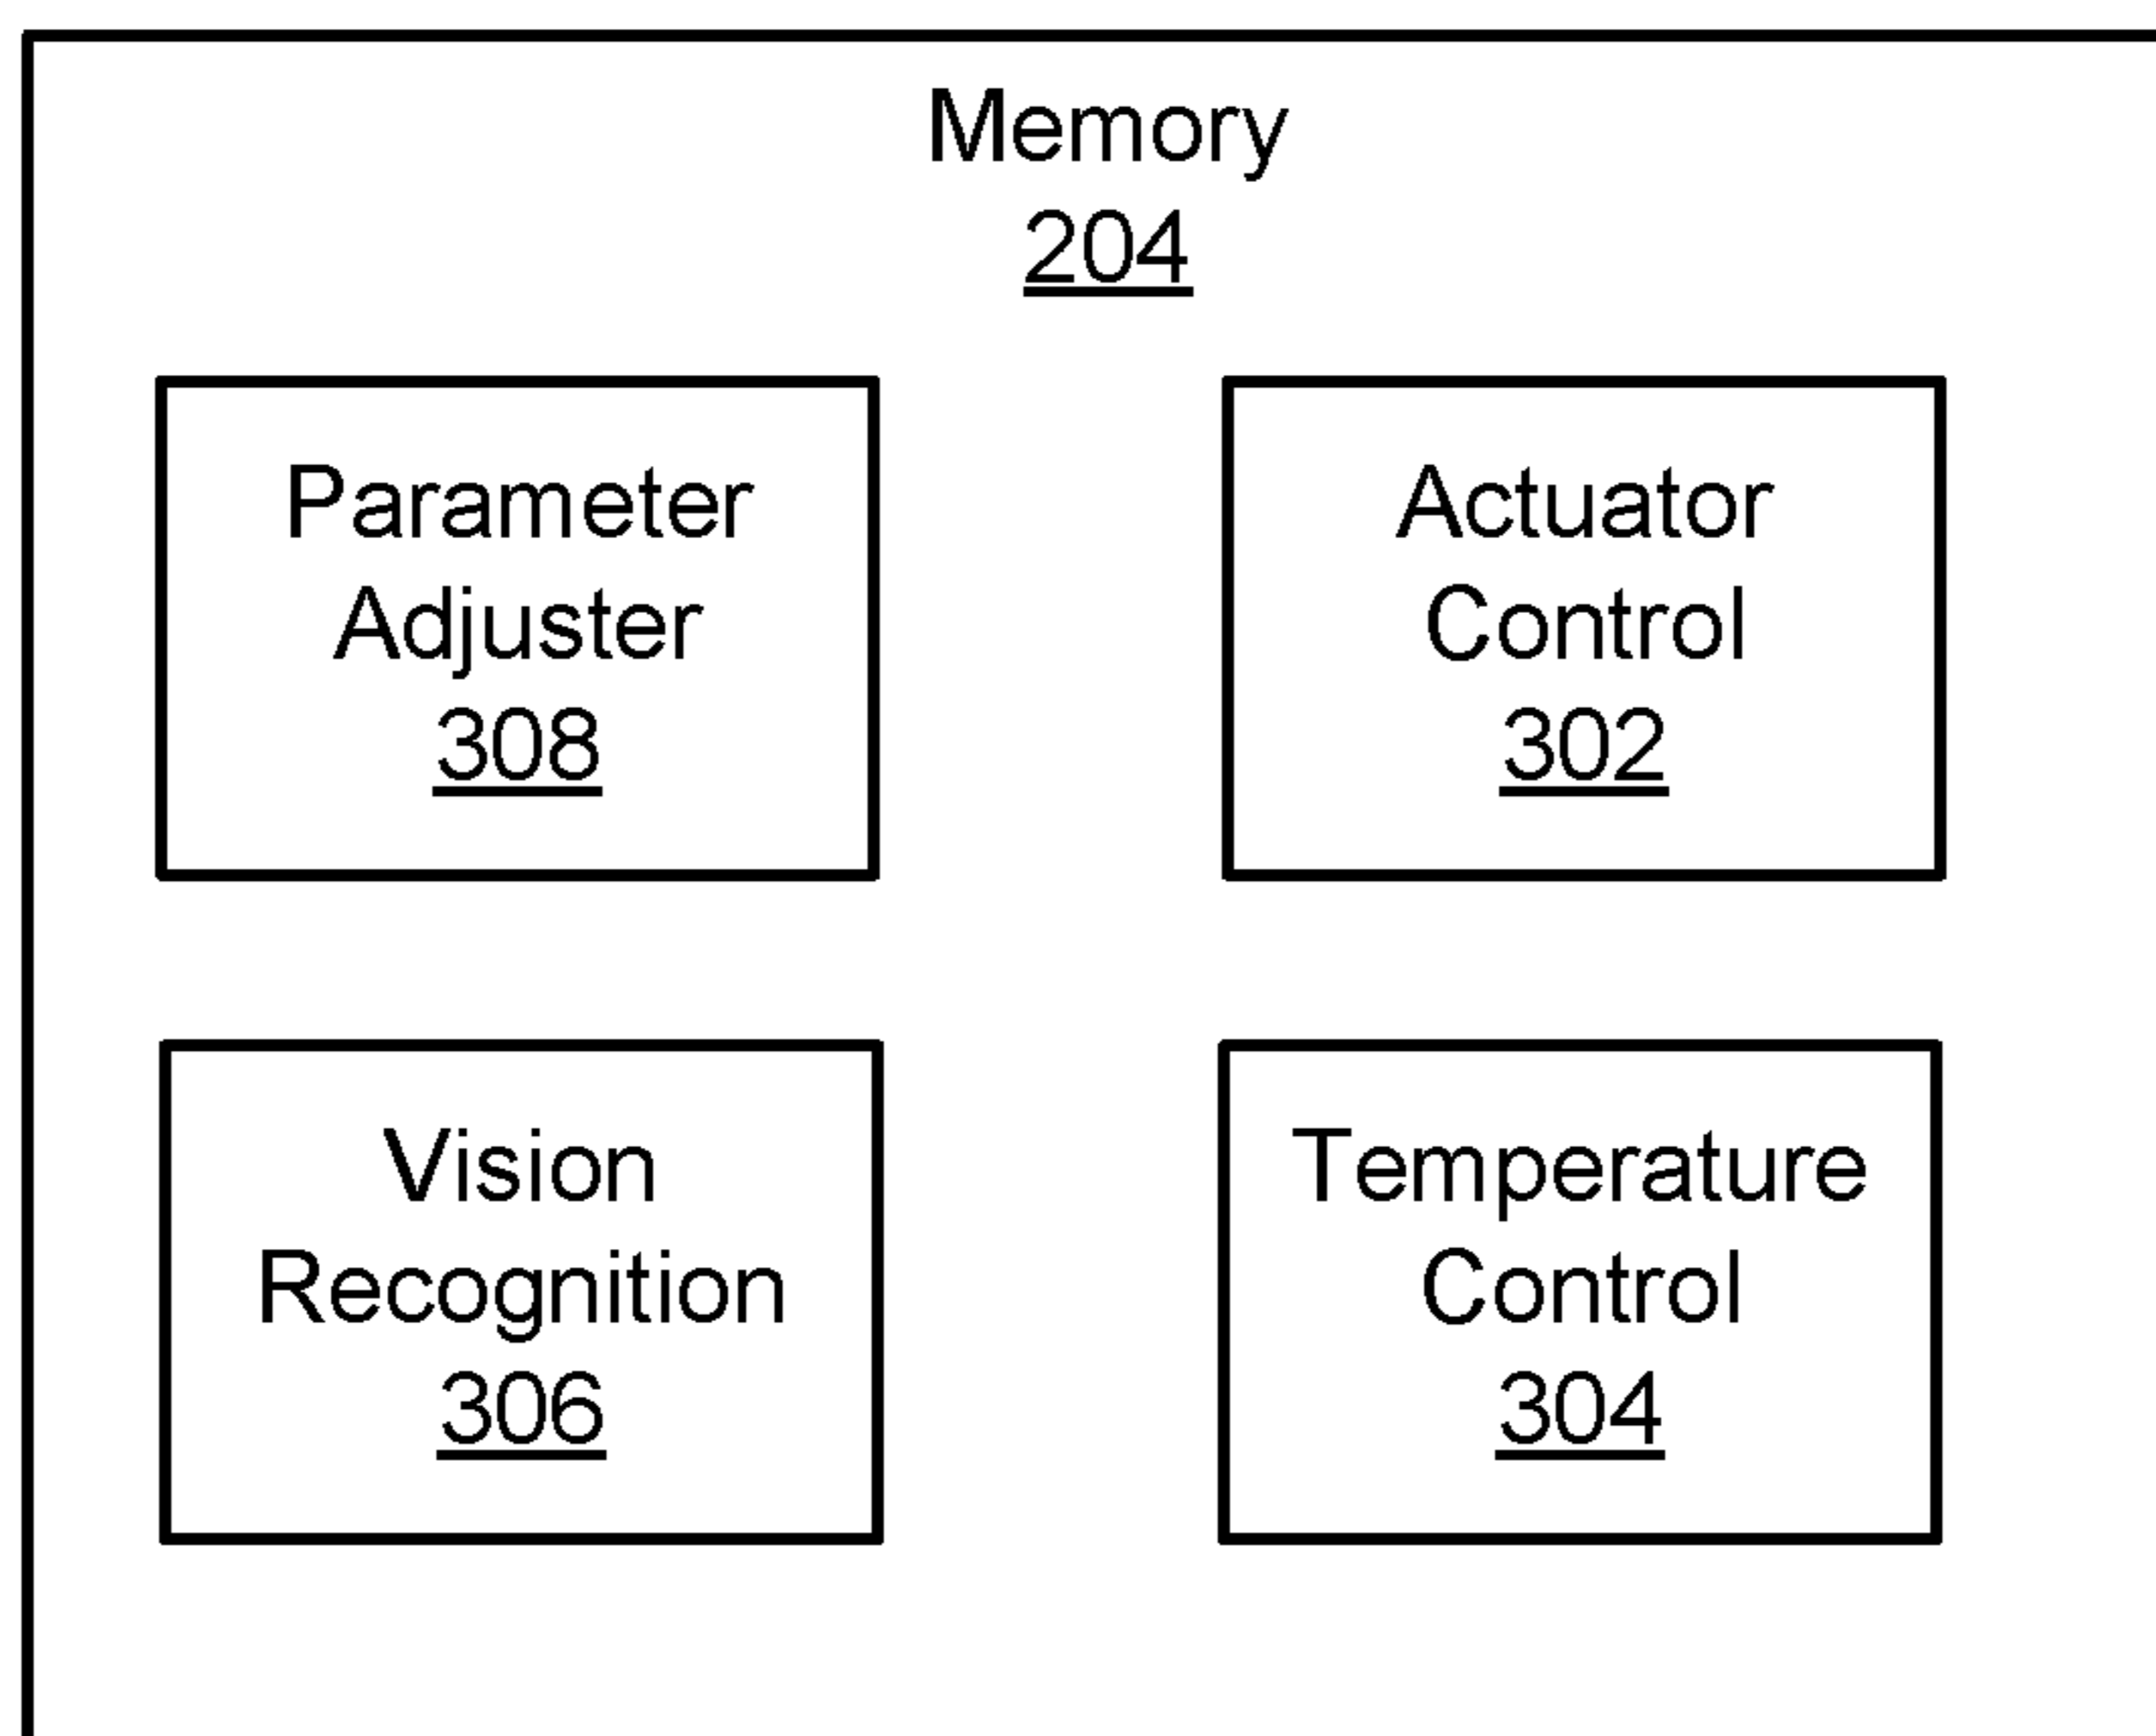 Memory
204
Parameter
Adjuster
308
Actuator
Control
302
Vision
Recognition
306
Temperature
Control
304